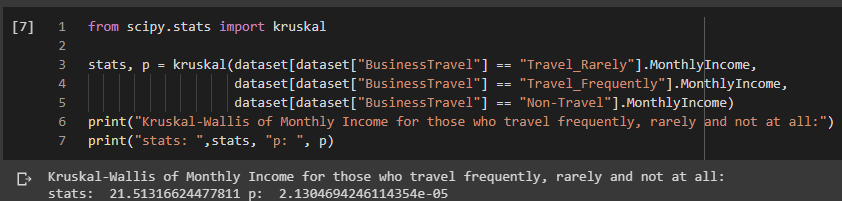 [7] 1 from scipy.stats import kruskal
2
3 stats, p = kruskal(dataset[dataset["BusinessTravel"] == "Travel_Rarely"].MonthlyIncome,
4 dataset[dataset["BusinessTravel"] == "Travel_Frequently"].MonthlyIncome,
5 dataset[dataset["BusinessTravel"] == "Non-Travel"].MonthlyIncome)
6 print("Kruskal-Wallis of Monthly Income for those who travel frequently, rarely and not at all:")
7 print("stats: ",stats, "p: ", p)
Kruskal-Wallis of Monthly Income for those who travel frequently, rarely and not at all:
stats:  21.51316624477811 p:  2.1304694246114354e-05